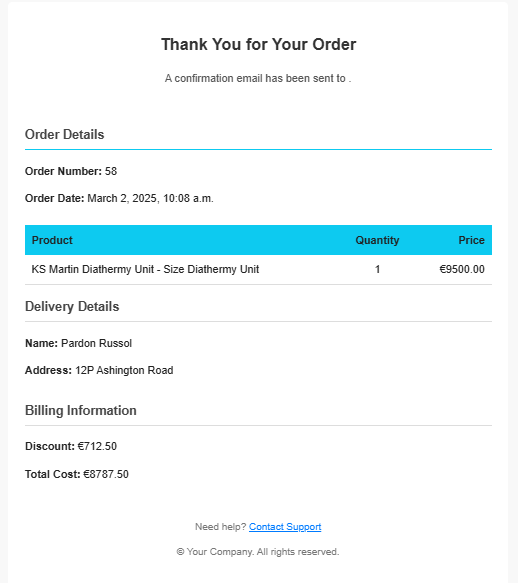 Thank You for Your Order
A confirmation email has been sent to .
Order Details
Order Number: 58
Order Date: March 2, 2025, 10:08 a.m.
Product Quantity Price
KS Martin Diathermy Unit - Size Diathermy Unit 1 €9500.00
Delivery Details
Name: Pardon Russol
Address: 12P Ashington Road
Billing Information
Discount: €712.50
Total Cost: €8787.50
Need help? Contact Support
© Your Company. All rights reserved.